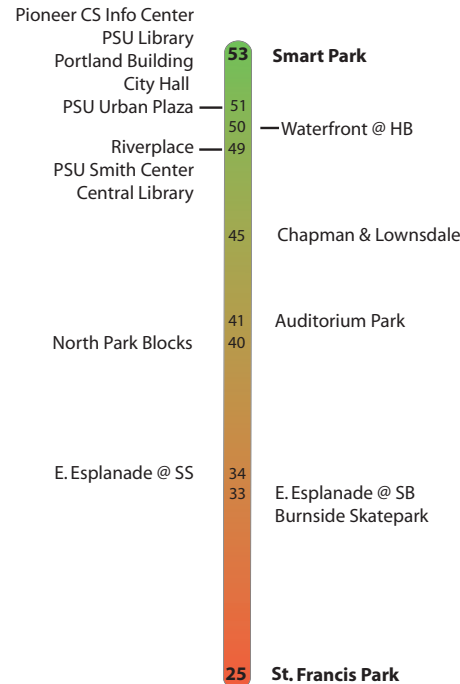 Pioneer CS Info Center
PSU Library
Portland Building
City Hall
PSU Urban Plaza
53 Smart Park
51
50 Waterfront @ HB
Riverplace 49
PSU Smith Center
Central Library
45 Chapman & Lownsdale
41 Auditorium Park
North Park Blocks 40
E. Esplanade @ SS 34
33 E. Esplanade @ SB
Burnside Skatepark
25 St. Francis Park